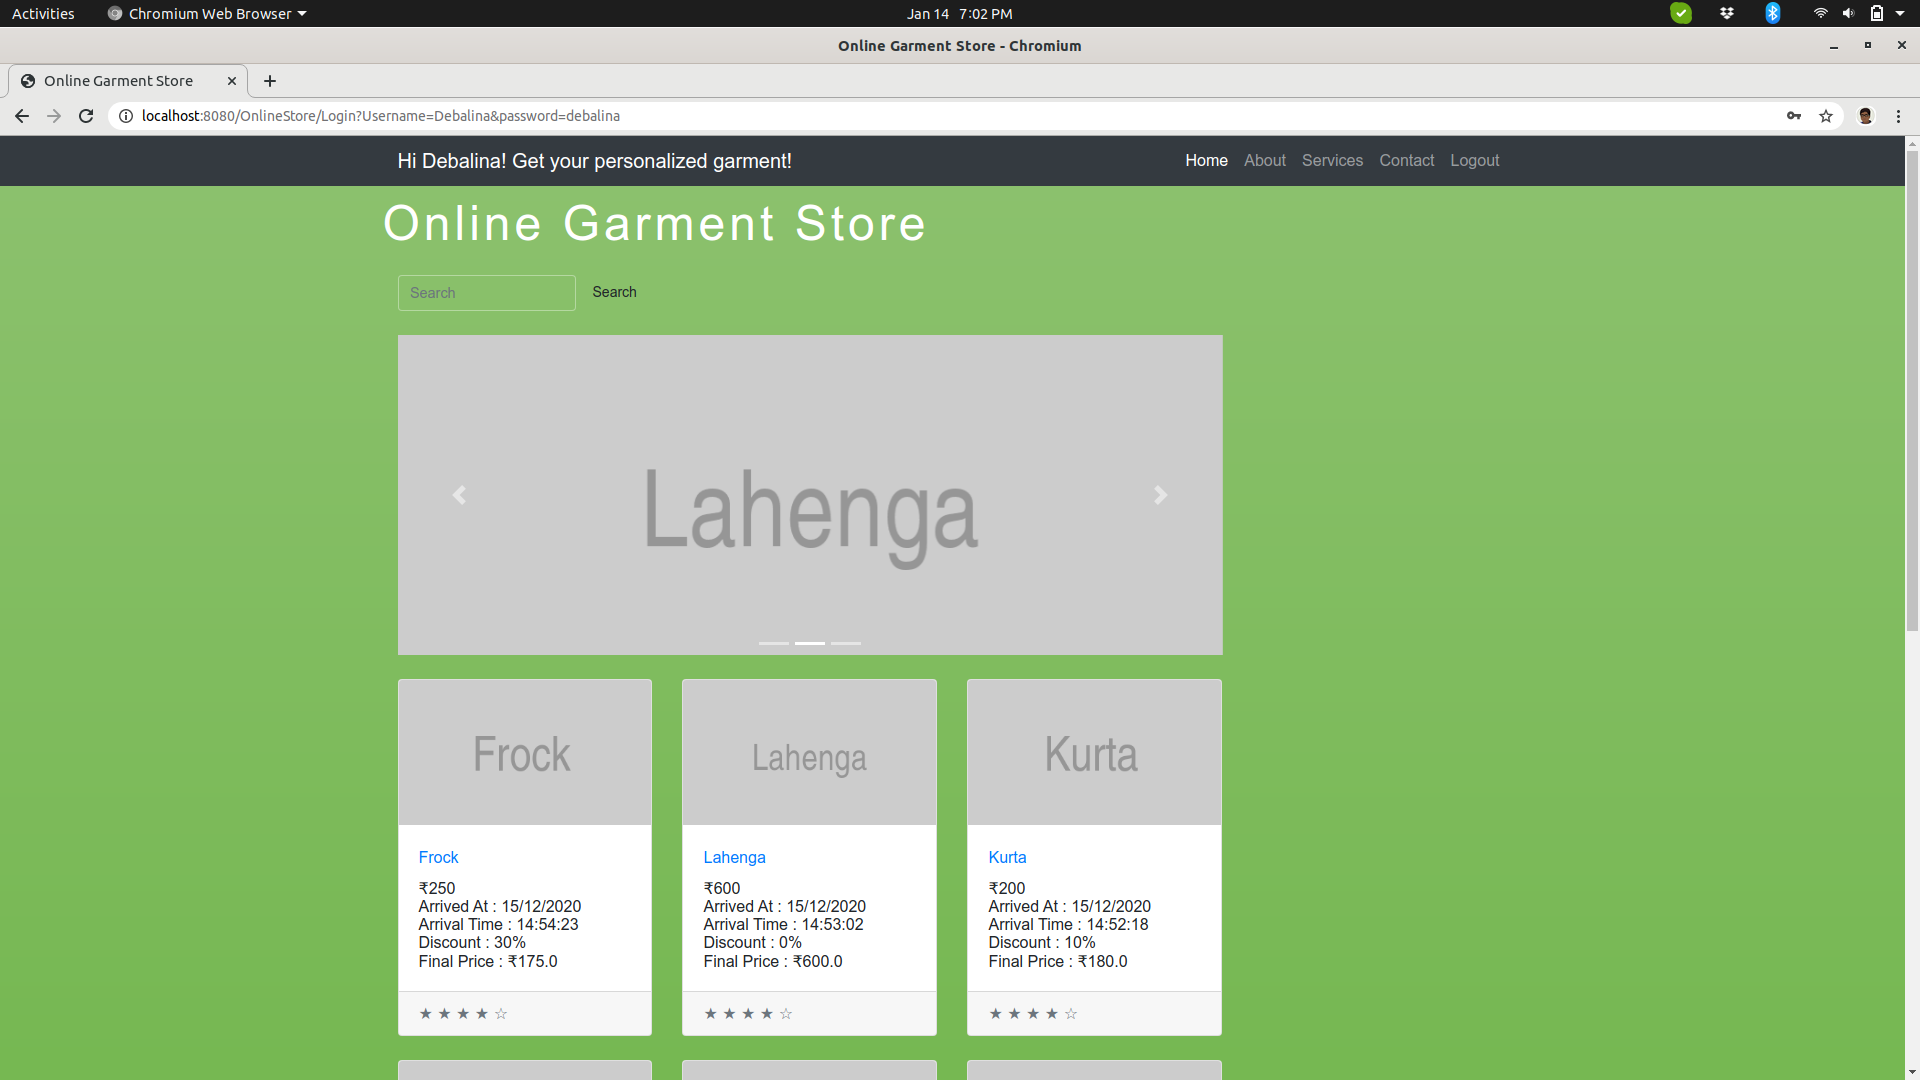 Activities Chromium Web Browser Jan 14 7:02 PM
Online Garment Store - Chromium
Online Garment Store
localhost:8080/OnlineStore/Login?Username=Debalina&password=debalina
Hi Debalina! Get your personalized garment! Home About Services Contact Logout
Online Garment Store
Search Search
Lahenga
Frock Lahenga Kurta
Frock Lahenga Kurta
₹250 ₹600 ₹200
Arrived At : 15/12/2020 Arrived At : 15/12/2020 Arrived At : 15/12/2020
Arrival Time : 14:54:23 Arrival Time : 14:53:02 Arrival Time : 14:52:18
Discount : 30% Discount : 0% Discount : 10%
Final Price : ₹175.0 Final Price : ₹600.0 Final Price : ₹180.0
★ ★ ★ ★ ☆ ★ ★ ★ ★ ☆ ★ ★ ★ ★ ☆